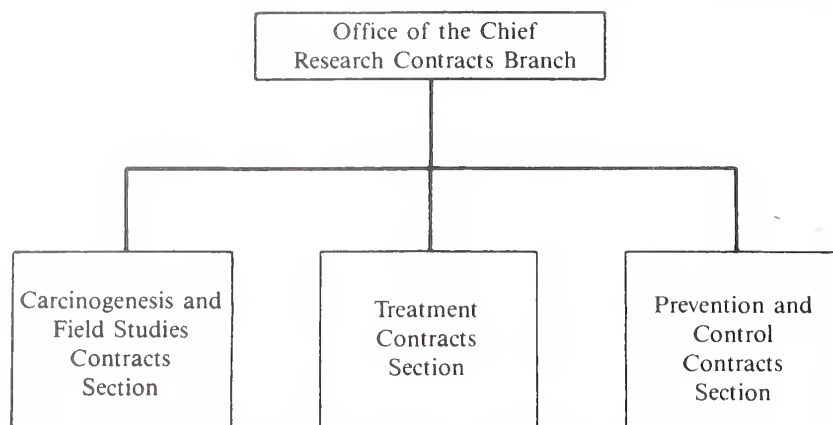 Office of the Chief
Research Contracts Branch
Carcinogenesis and
Field Studies
Contracts
Section
Treatment
Contracts
Section
Prevention and
Control
Contracts
Section